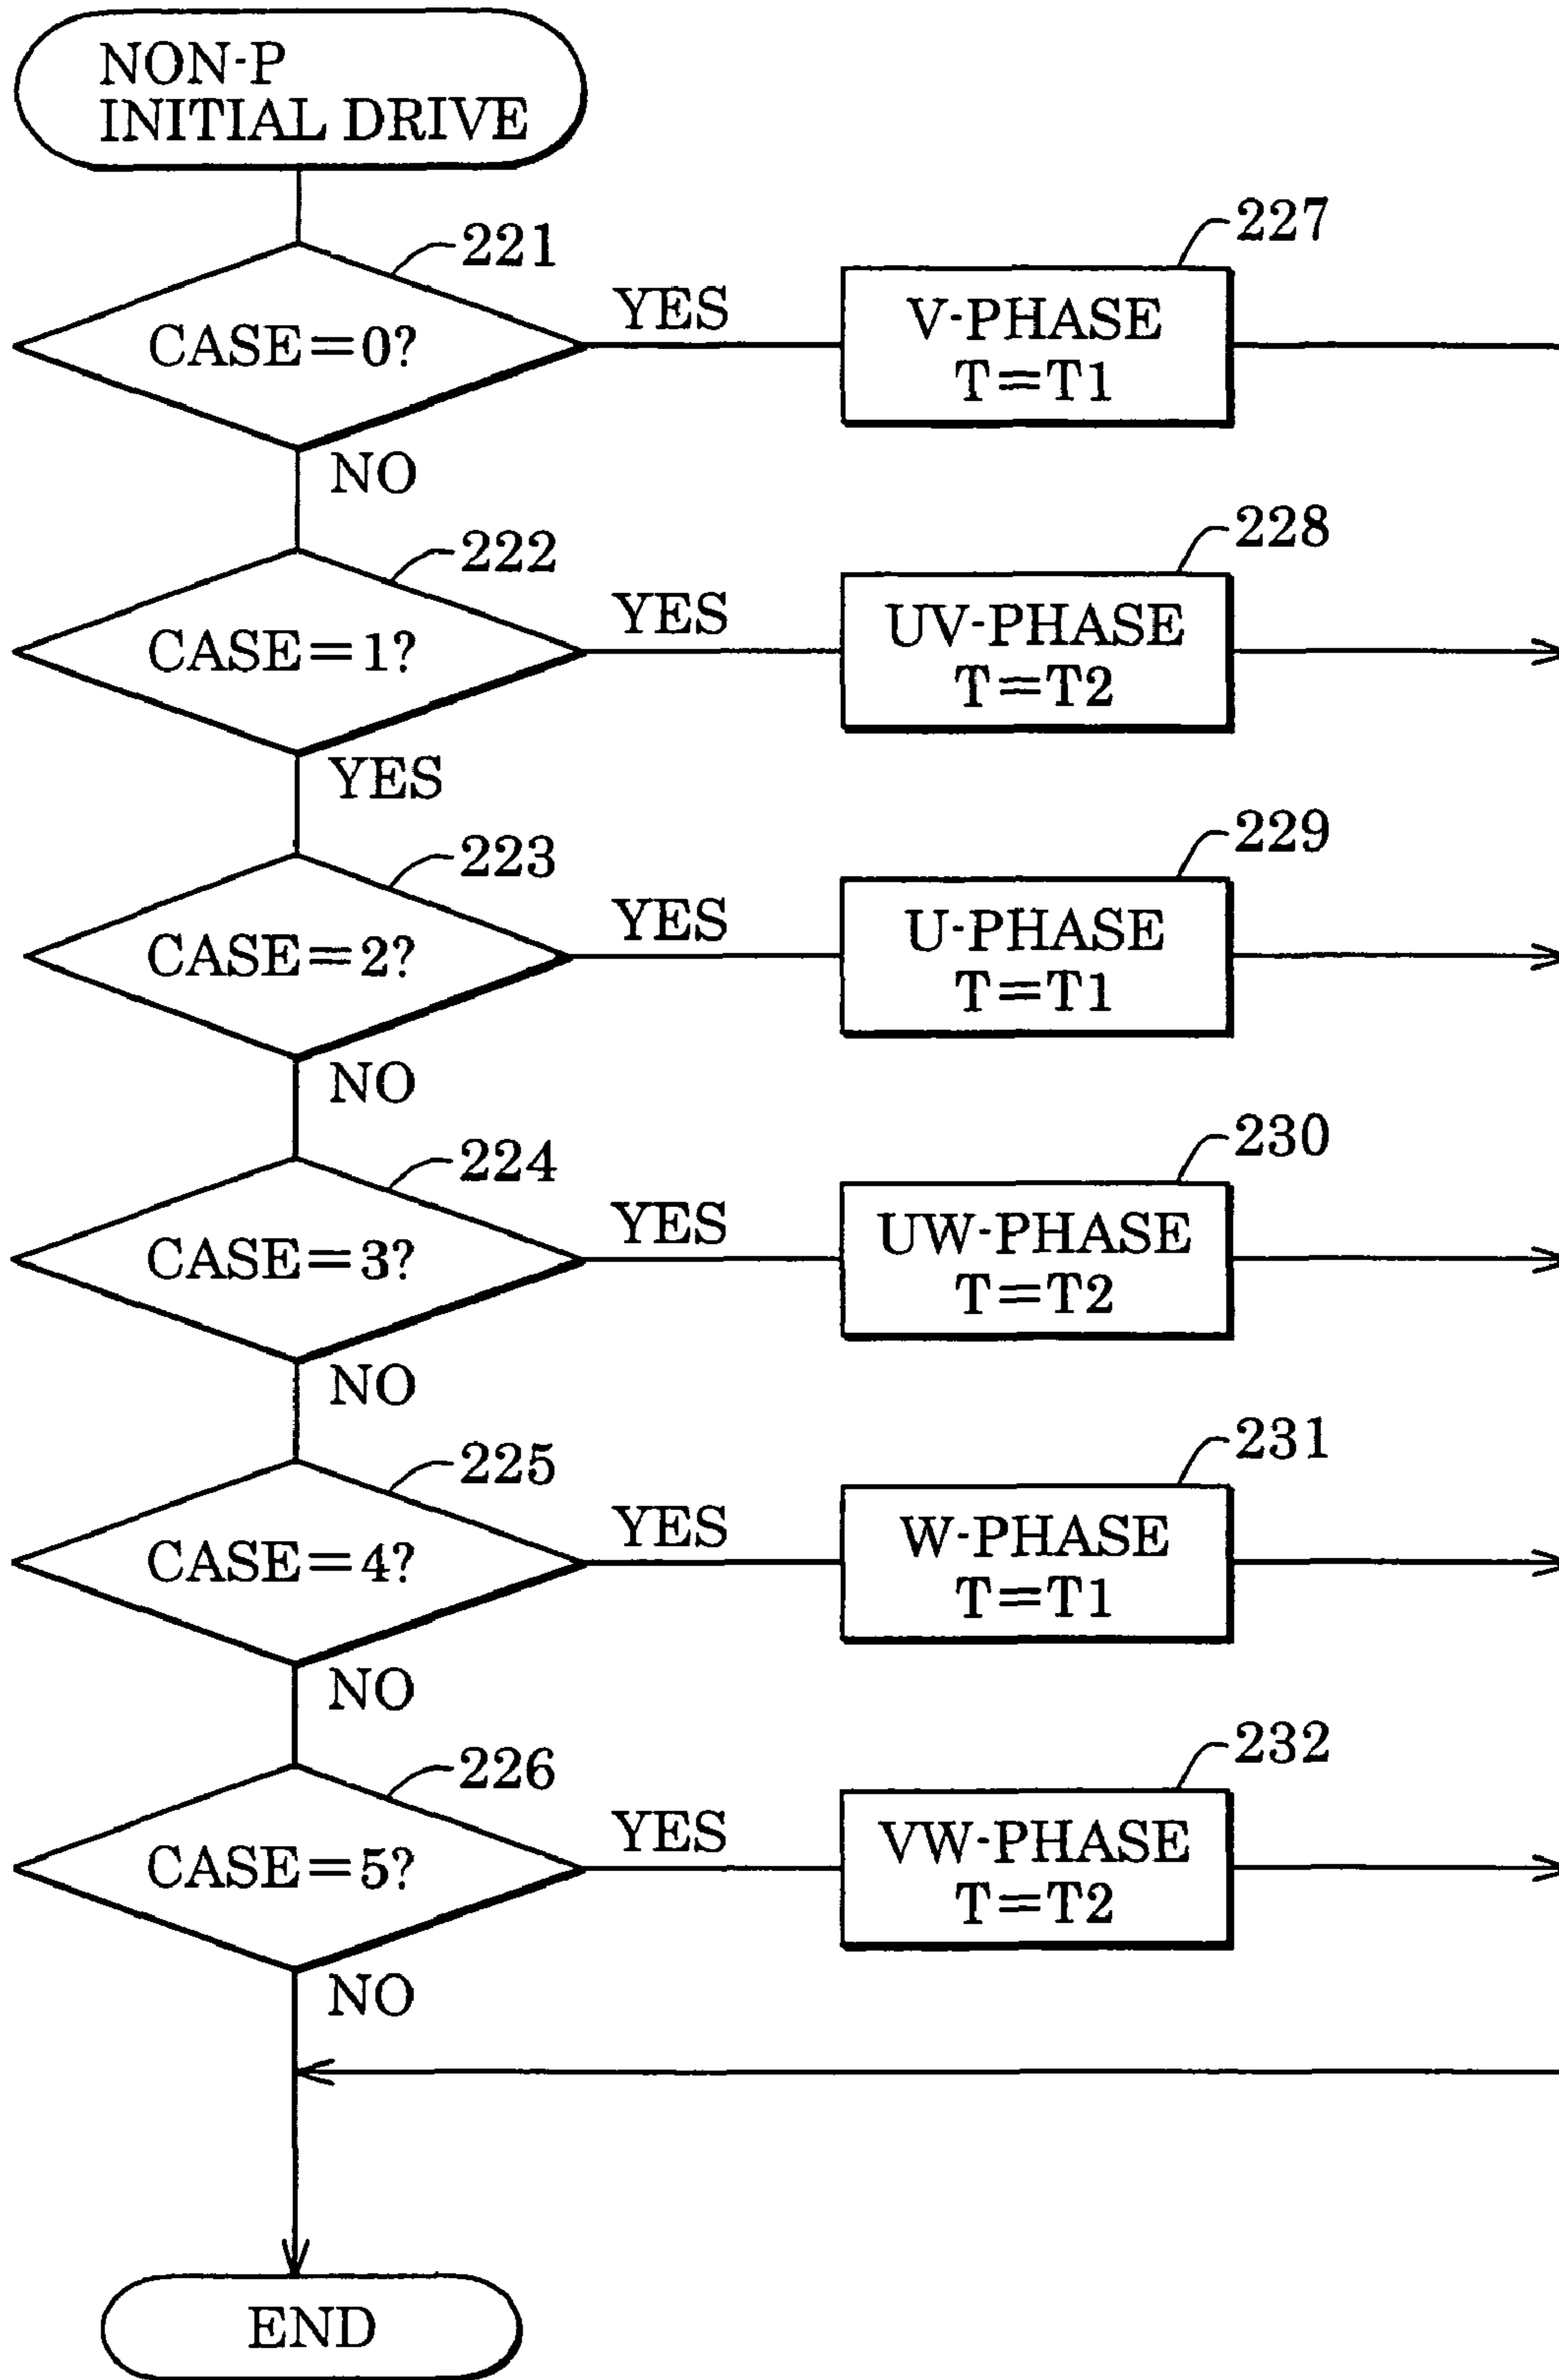 NON-P
INITIAL DRIVE
221
CASE=0?
YES
227
V-PHASE
T=T1
NO
222
CASE=1?
YES
228
UV-PHASE
T=T2
YES
223
CASE=2?
YES
229
U-PHASE
T=T1
NO
224
CASE=3?
YES
230
UW-PHASE
T=T2
NO
225
CASE=4?
YES
231
W-PHASE
T=T1
NO
226
CASE=5?
YES
232
VW-PHASE
T=T2
NO
END